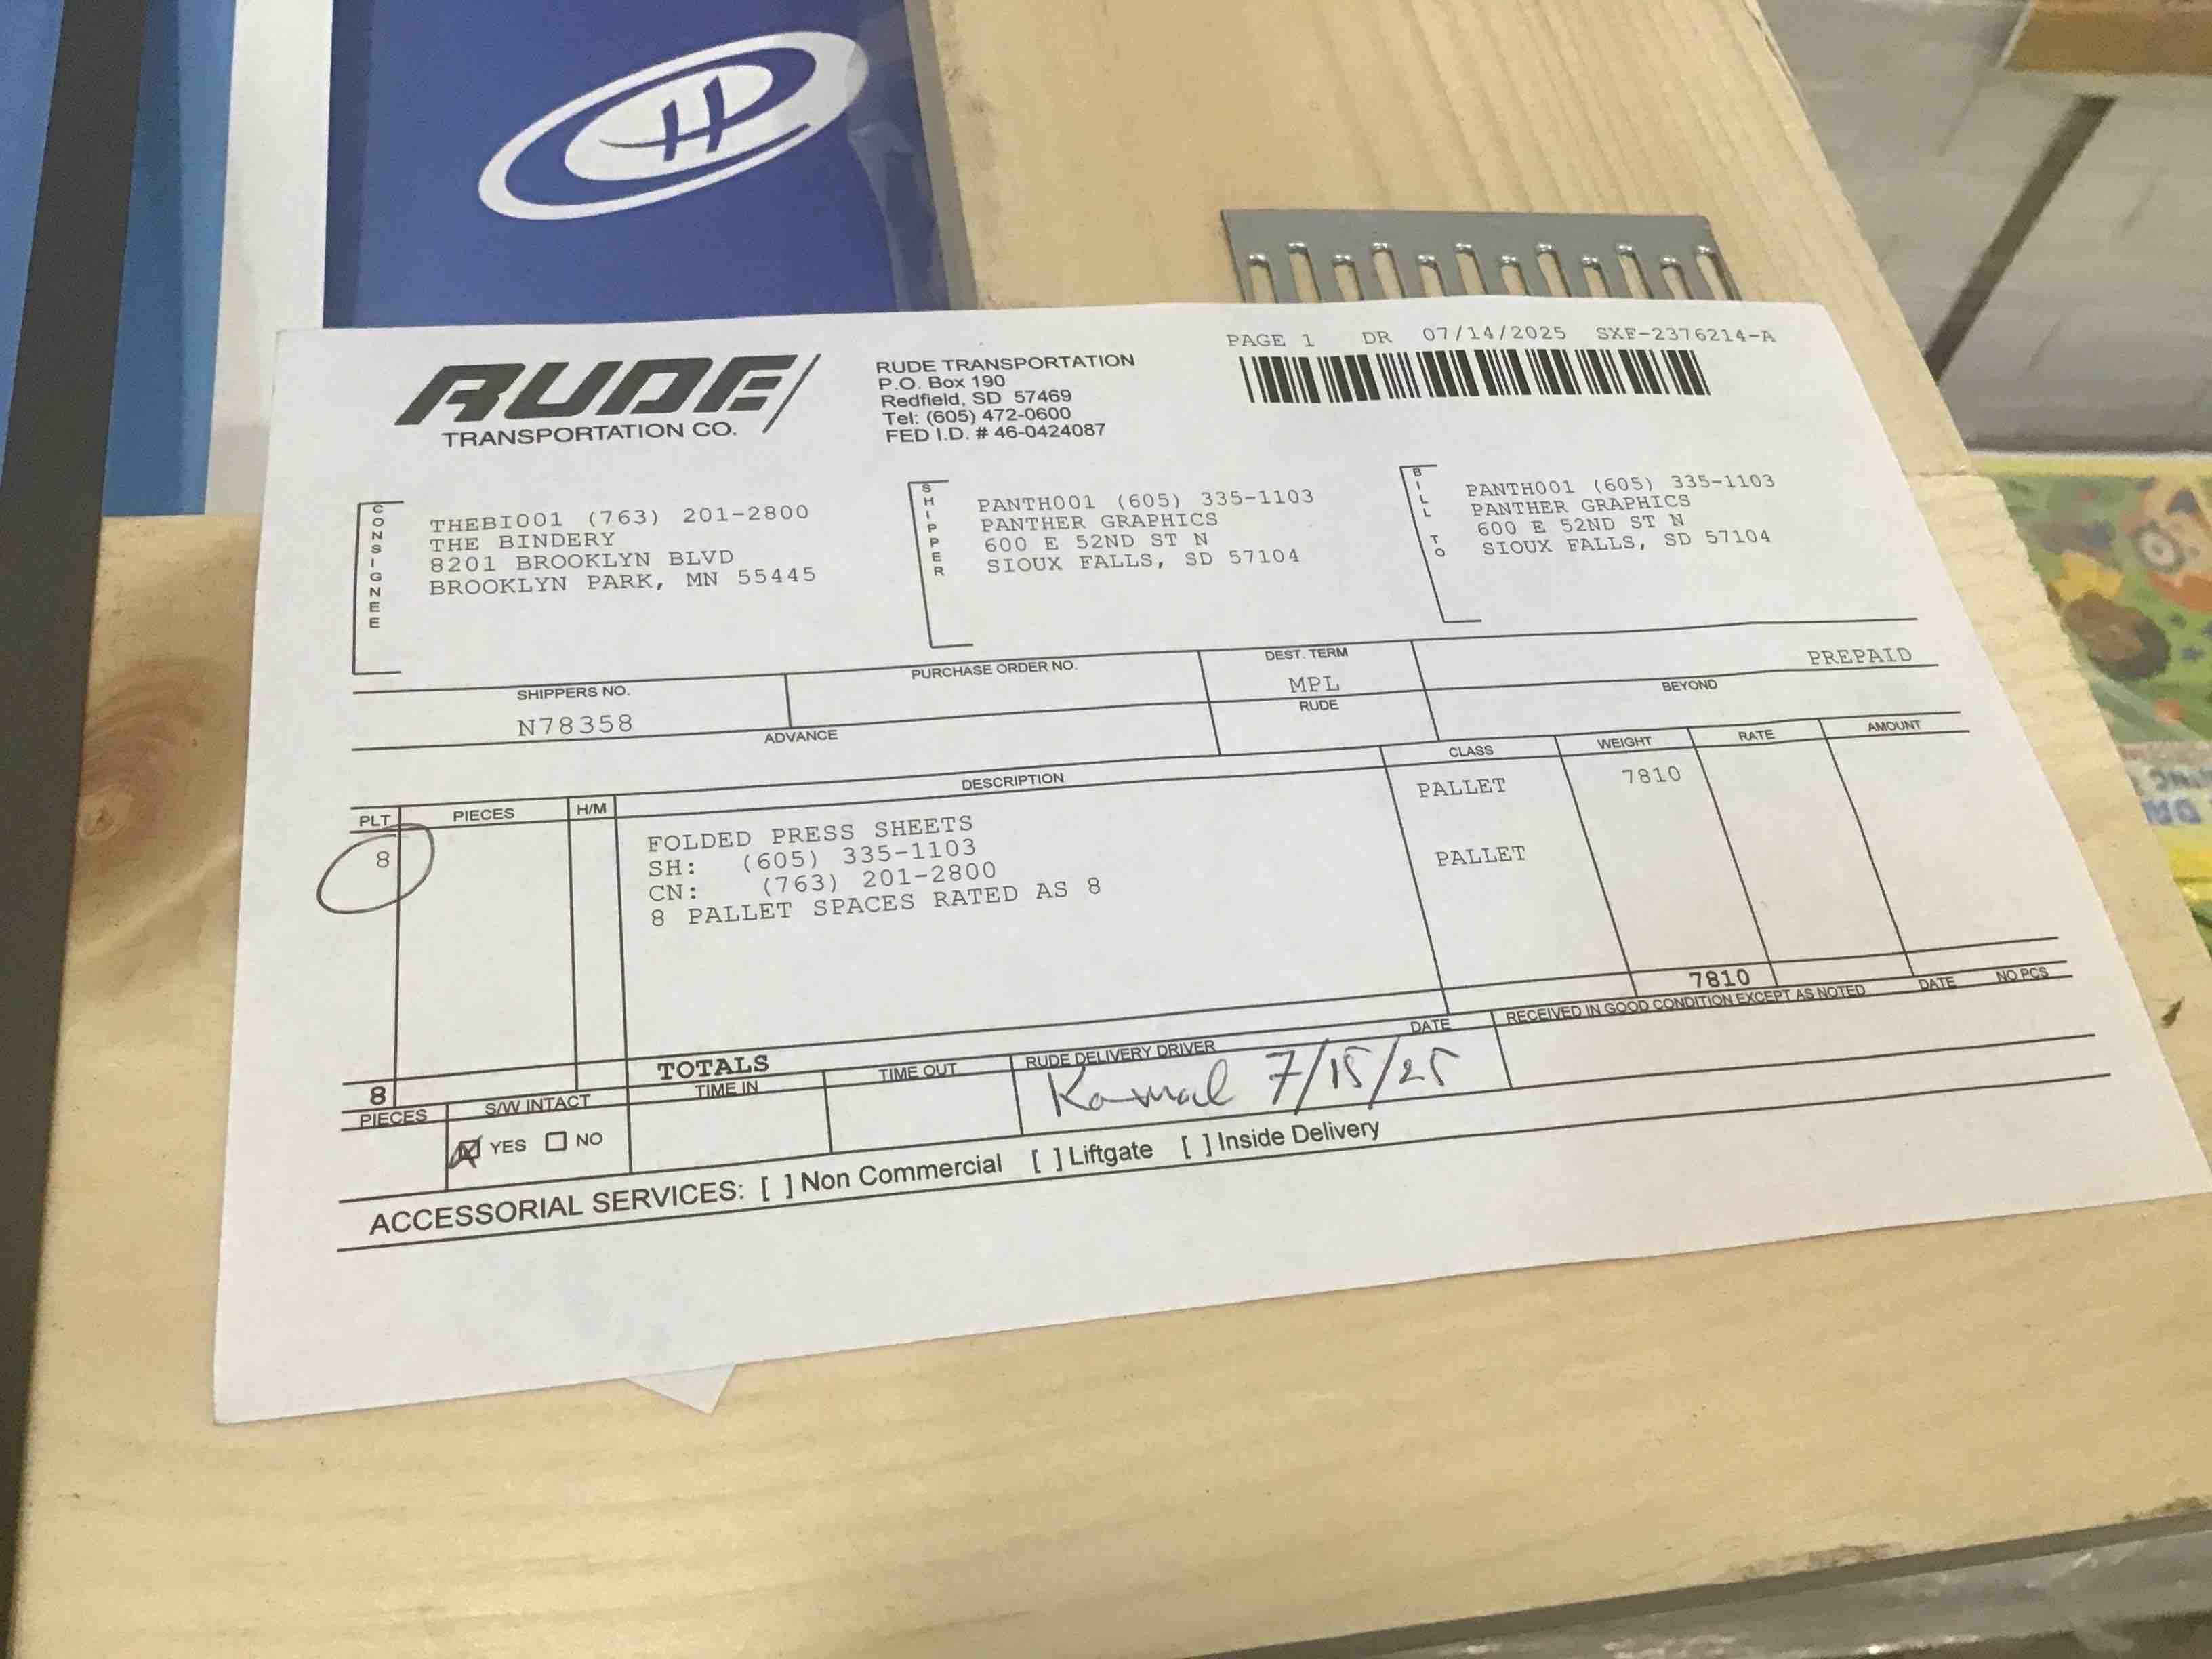 PAGE 1 DR 07/14/2025 SXF-2376214-A
RUDE
TRANSPORTATION CO.
RUDE TRANSPORTATION
P.O. Box 190
Redfield, SD 57469
Tel: (605) 472-0600
FED I.D. # 46-0424087
CONSIGNEE
THEBI001 (763) 201-2800
THE BINDERY
8201 BROOKLYN BLVD
BROOKLYN PARK, MN 55445
SHIPPER
PANTH001 (605) 335-1103
PANTHER GRAPHICS
600 E 52ND ST N
SIOUX FALLS, SD 57104
BILL TO
PANTH001 (605) 335-1103
PANTHER GRAPHICS
600 E 52ND ST N
SIOUX FALLS, SD 57104
SHIPPERS NO. PURCHASE ORDER NO. DEST. TERM PREPAID
N78358 MPL
ADVANCE RUDE BEYOND
PLT PIECES H/M DESCRIPTION CLASS WEIGHT RATE AMOUNT
8 FOLDED PRESS SHEETS PALLET 7810
SH: (605) 335-1103
CN: (763) 201-2800 PALLET
8 PALLET SPACES RATED AS 8
8 TOTALS 7810
PIECES S/W INTACT TIME IN TIME OUT RUDE DELIVERY DRIVER DATE RECEIVED IN GOOD CONDITION EXCEPT AS NOTED DATE NO PCS
YES NO Kamal 7/15/25
ACCESSORIAL SERVICES: [ ] Non Commercial [ ] Liftgate [ ] Inside Delivery